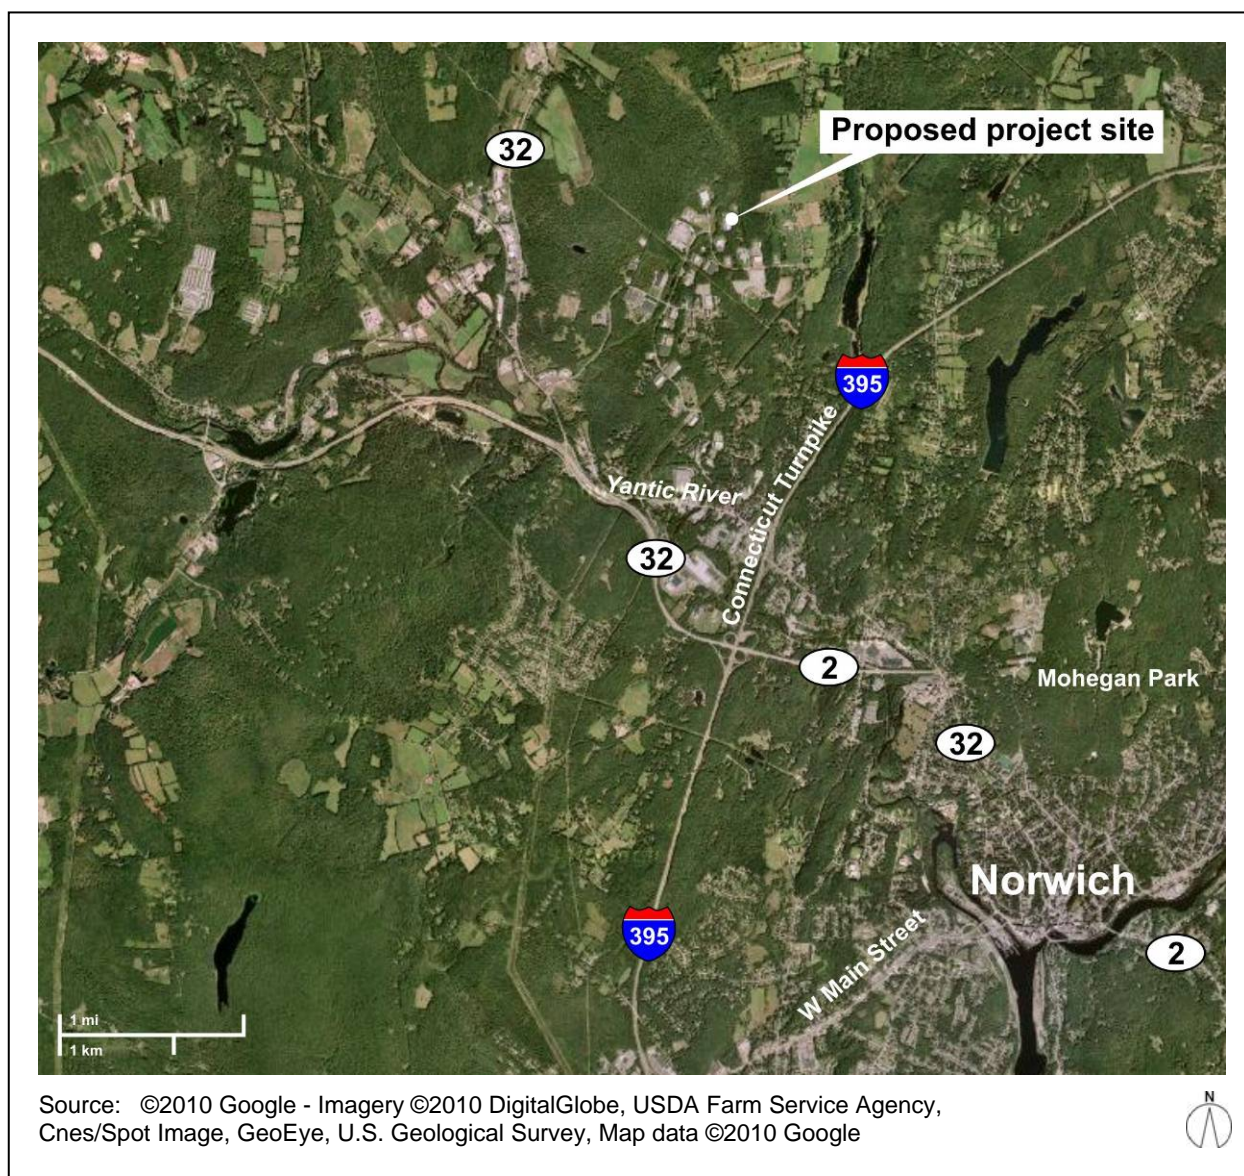 Proposed project site
32
395
Connecticut Turnpike
Yantic River
32
2
Mohegan Park
32
Norwich
395
W Main Street
2
1 mi
1 km
Source: ©2010 Google - Imagery ©2010 DigitalGlobe, USDA Farm Service Agency,
Cnes/Spot Image, GeoEye, U.S. Geological Survey, Map data ©2010 Google
N